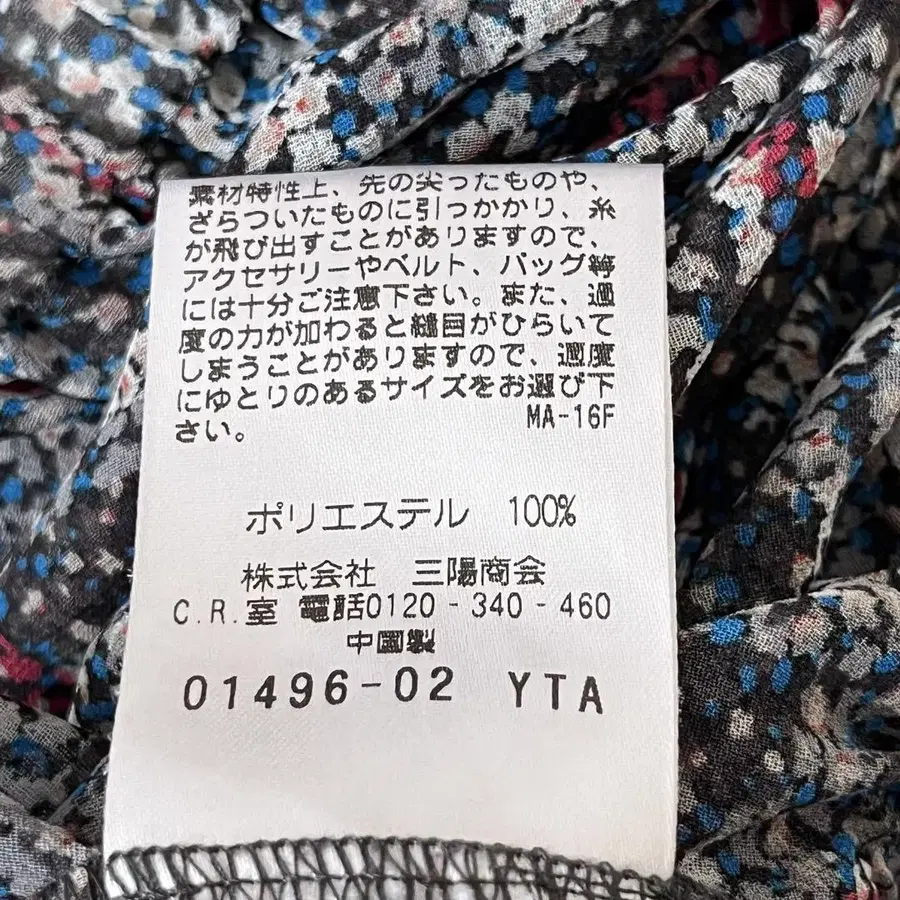 素材特性上、先の尖ったものや、
ざらついたものに引っかかり、糸
が飛び出すことがありますので、
アクセサリーやベルト、バッグ等
には十分ご注意下さい。また、過
度の力が加わると縫目がひらいて
しまうことがありますので、適度
にゆとりのあるサイズをお選び下
さい。
MA-16F
ポリエステル 100%
株式会社 三陽商会
C.R.室 電話0120-340-460
中国製
01496-02 YTA